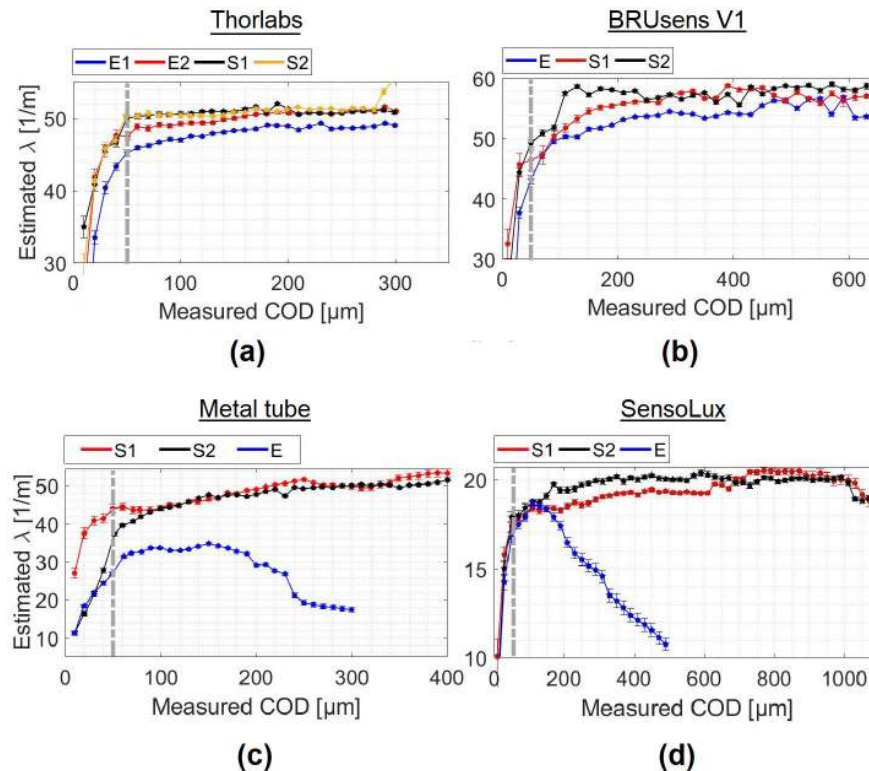 Thorlabs
E1 E2 S1 S2
Estimated λ [1/m]
50
40
30
0 100 200 300
Measured COD [µm]
(a)
BRUsens V1
E S1 S2
60
50
40
30
0 200 400 600
Measured COD [µm]
(b)
Metal tube
S1 S2 E
Estimated λ [1/m]
50
40
30
20
10
0 100 200 300 400
Measured COD [µm]
(c)
SensoLux
S1 S2 E
20
15
10
0 200 400 600 800 1000
Measured COD [µm]
(d)